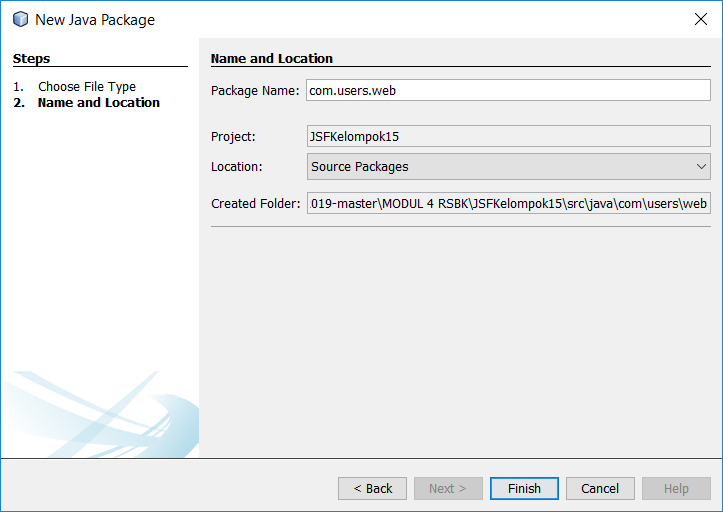 New Java Package
Steps
1. Choose File Type
2. Name and Location
Name and Location
Package Name: com.users.web
Project: JSFKelompok15
Location: Source Packages
Created Folder: 019-master\MODUL 4 RSBK\JSFKelompok15\src\java\com\users\web
< Back Next > Finish Cancel Help